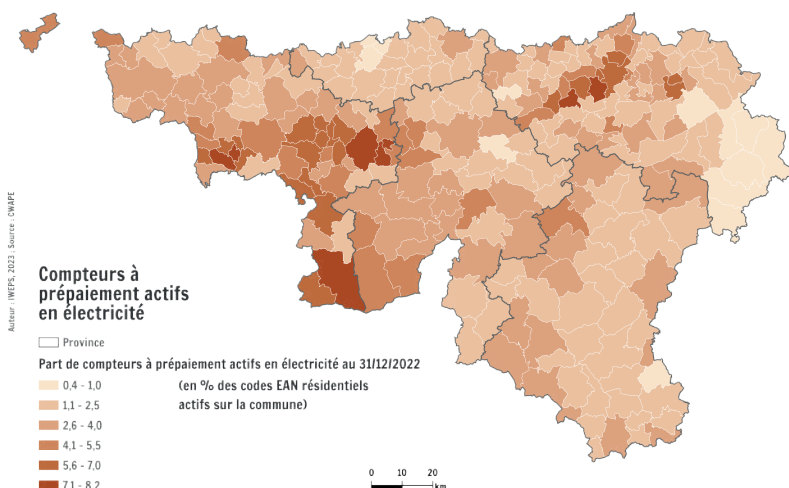 Auteur : IWEPS, 2023 ; Source : CWAPE
Compteurs à
prépaiement actifs
en électricité
Province
Part de compteurs à prépaiement actifs en électricité au 31/12/2022
(en % des codes EAN résidentiels
actifs sur la commune)
0,4 - 1,0
1,1 - 2,5
2,6 - 4,0
4,1 - 5,5
5,6 - 7,0
7,1 - 8,2
0 10 20
km